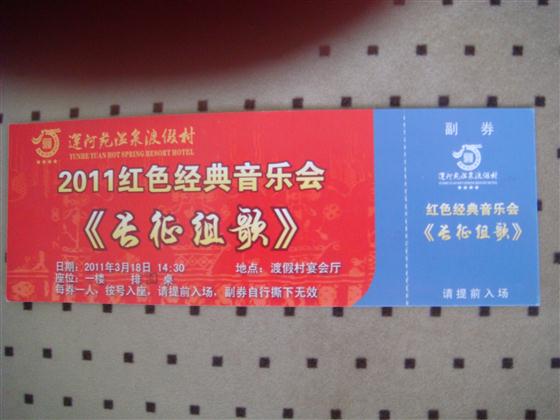 運河苑温泉渡假村
YUNHE YUAN HOT SPRING RESORT HOTEL
2011红色经典音乐会
《长征组歌》
日期：2011年3月18日 14：30 地点：渡假村宴会厅
座位：一楼 排 桌
每券一人，按号入座，请提前入场，副券自行撕下无效
副券
運河苑温泉渡假村
红色经典音乐会
《长征组歌》
请提前入场